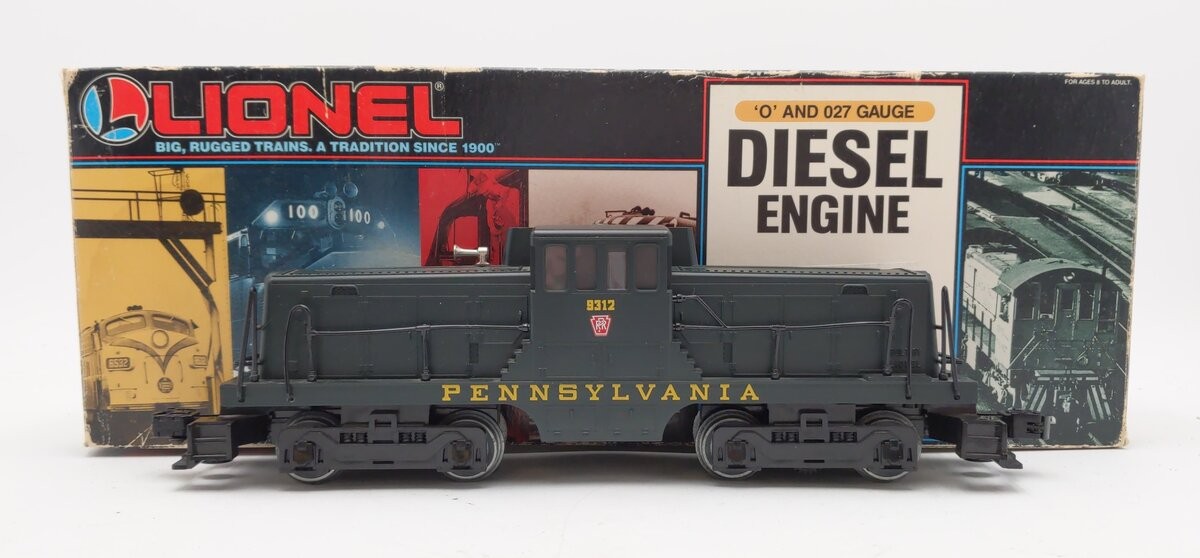 LIONEL®
BIG, RUGGED TRAINS. A TRADITION SINCE 1900™
'O' AND 027 GAUGE
DIESEL
ENGINE
FOR AGES 8 TO ADULT.
100 100
9312
PRR
PENNSYLVANIA